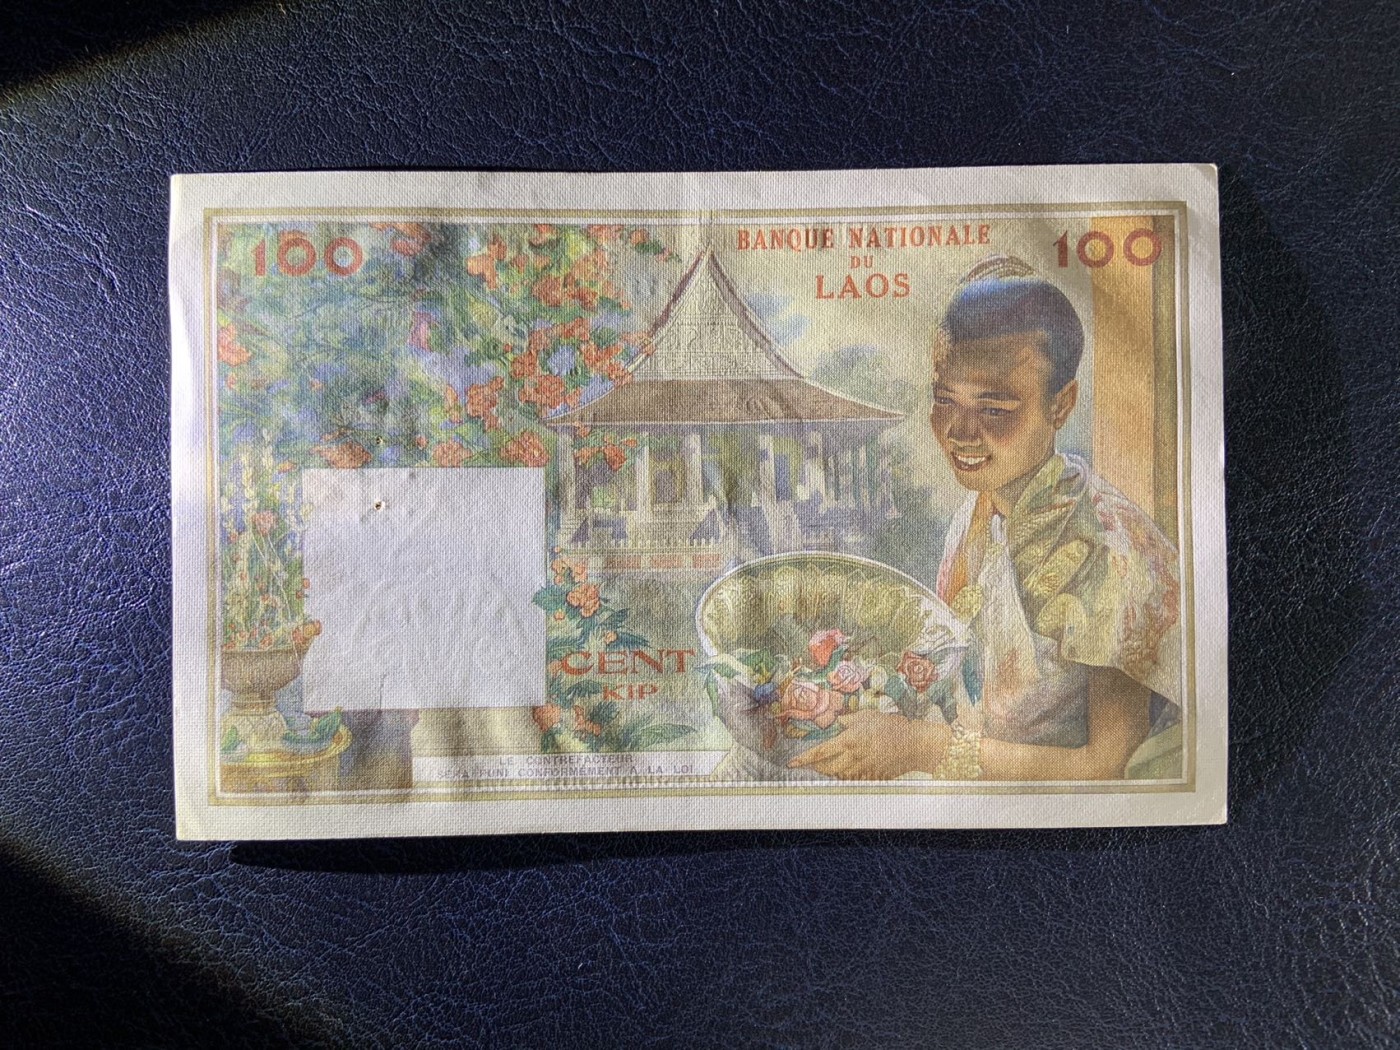 100
BANQUE NATIONALE
DU
LAOS
100
CENT
KIP
LE CONTREFACTEUR
SERA PUNI CONFORMÉMENT A LA LOI